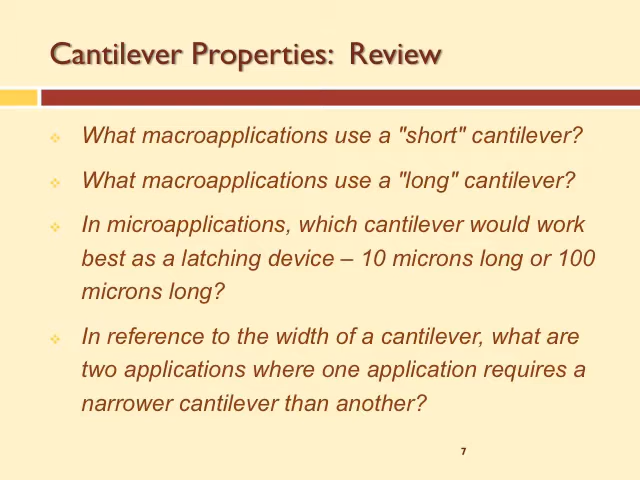 Cantilever Properties:  Review
What macroapplications use a "short" cantilever?
What macroapplications use a "long" cantilever?
In microapplications, which cantilever would work
best as a latching device – 10 microns long or 100
microns long?
In reference to the width of a cantilever, what are
two applications where one application requires a
narrower cantilever than another?
7